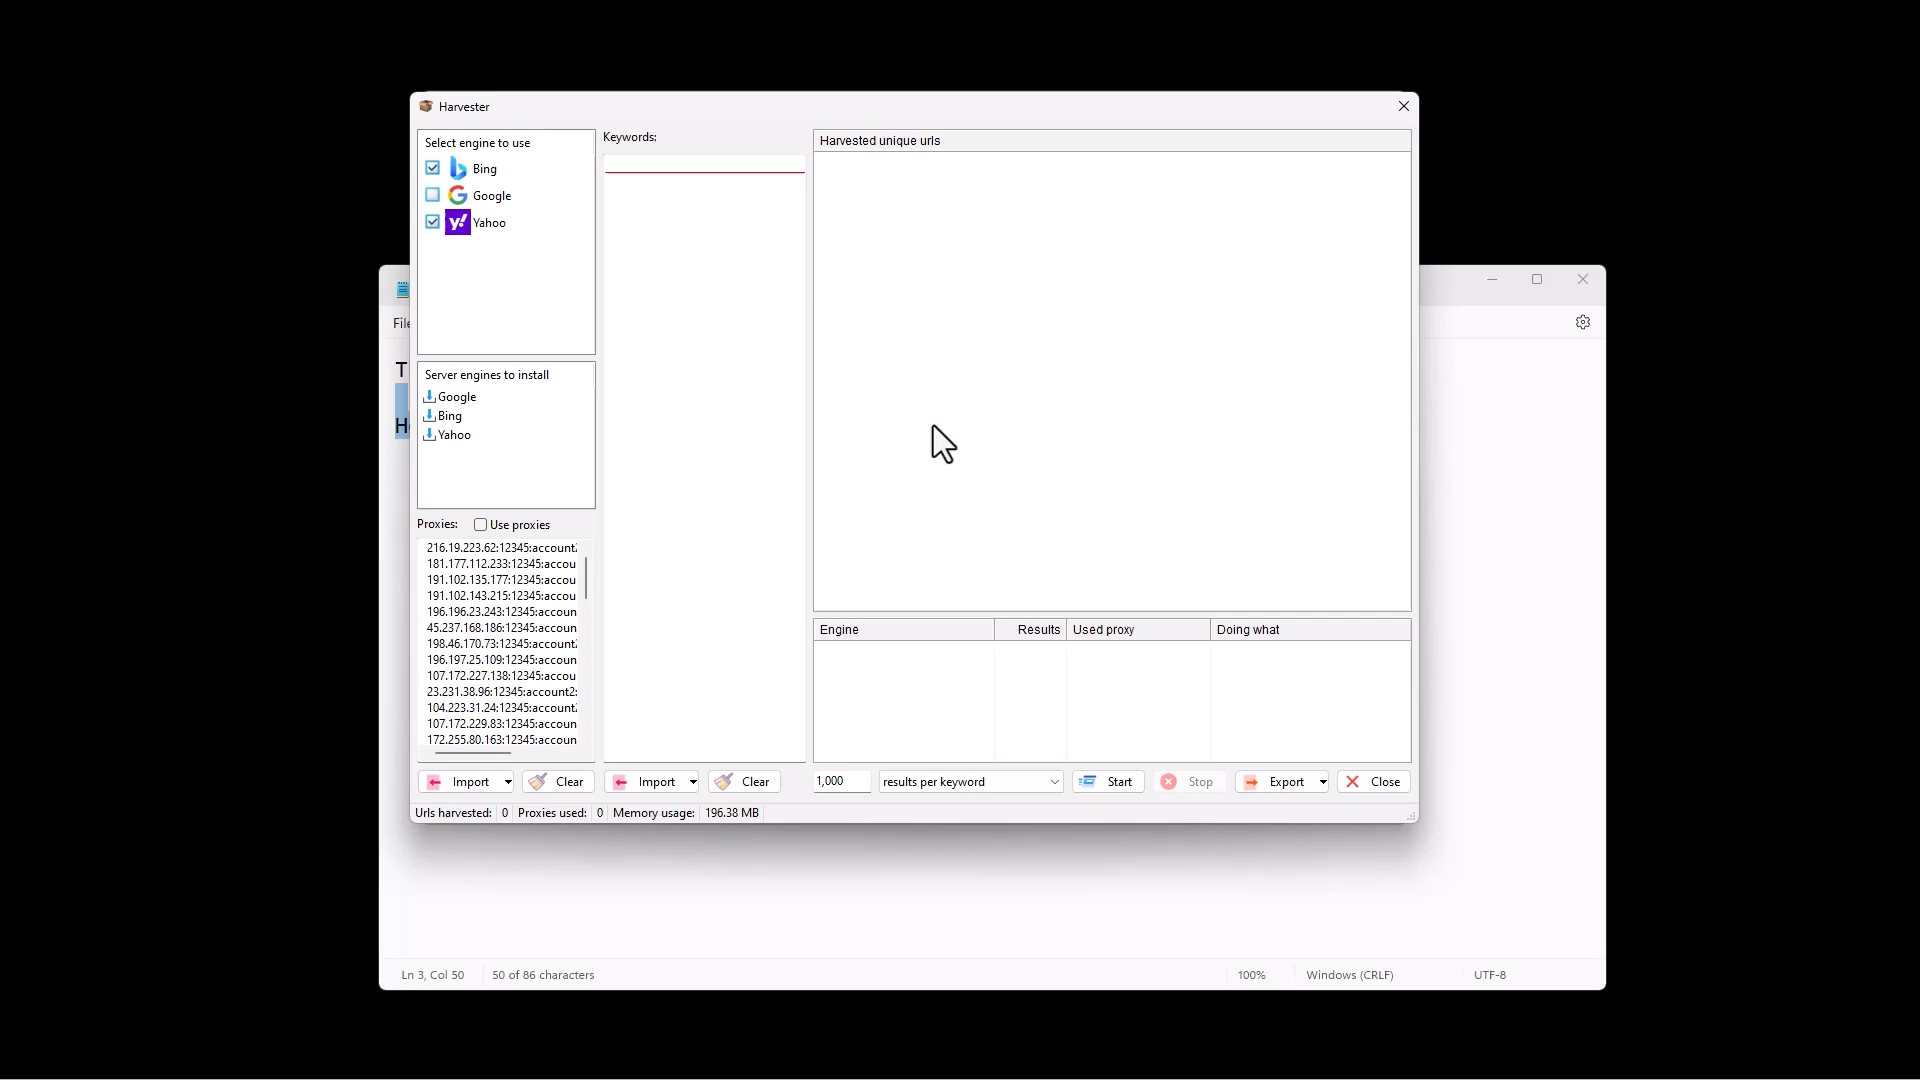 Harvester
Select engine to use
Bing
Google
Yahoo
Server engines to install
Google
Bing
Yahoo
Proxies:
Use proxies
216.19.223.62:12345:account
181.177.112.233:12345:accou
191.102.135.177:12345:accou
191.102.143.215:12345:accou
196.196.23.243:12345:accoun
45.237.168.186:12345:accoun
198.46.170.73:12345:account
196.197.25.109:12345:accoun
107.172.227.138:12345:accou
23.231.38.96:12345:account2:
104.223.31.24:12345:account
107.172.229.83:12345:accoun
172.255.80.163:12345:accoun
Import
Clear
Keywords:
Import
Clear
Harvested unique urls
Engine Results Used proxy Doing what
1,000 results per keyword Start Stop Export Close
Urls harvested: 0 Proxies used: 0 Memory usage: 196.38 MB
File
T
H
Ln 3, Col 50 50 of 86 characters 100% Windows (CRLF) UTF-8